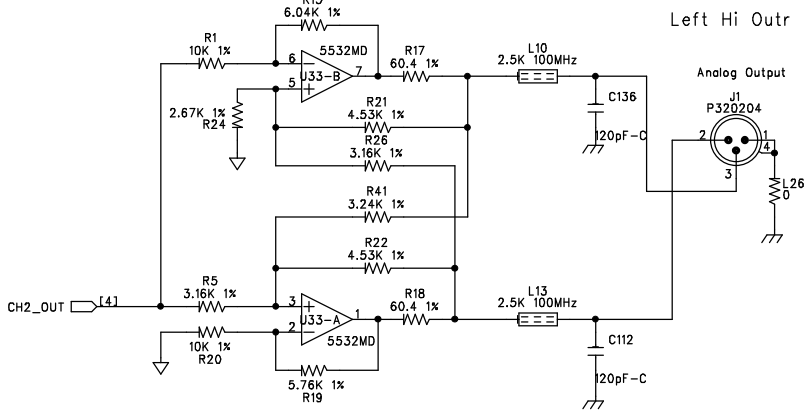 R15
6.04K 1%
Left Hi Outr
R1
10K 1%
5532MD
R17
60.4 1%
L10
2.5K 100MHz
6
U33-B
7
5
Analog Output
J1
P320204
2.67K 1%
R24
R21
4.53K 1%
R26
3.16K 1%
C136
120pF-C
2
1
4
3
L26
0
R41
3.24K 1%
R22
4.53K 1%
CH2_OUT
[4]
R5
3.16K 1%
3
U33-A
1
2
5532MD
R18
60.4 1%
L13
2.5K 100MHz
10K 1%
R20
5.76K 1%
R19
C112
120pF-C